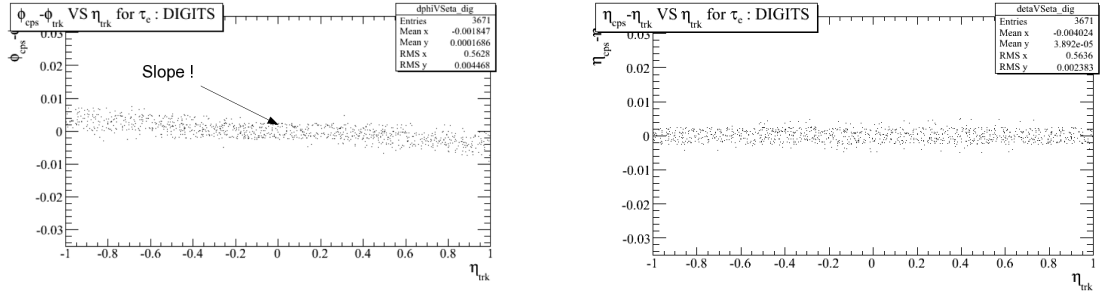 ϕcps-ϕtrk VS ηtrk for τe : DIGITS
dphiVSeta_dig
Entries 3671
Mean x -0.001847
Mean y 0.0001686
RMS x 0.5628
RMS y 0.004468
ϕcps-
0.03
0.02
0.01
0
-0.01
-0.02
-0.03
Slope !
-1 -0.8 -0.6 -0.4 -0.2 0 0.2 0.4 0.6 0.8 1
ηtrk
ηcps-ηtrk VS ηtrk for τe : DIGITS
detaVSeta_dig
Entries 3671
Mean x -0.004024
Mean y 3.892e-05
RMS x 0.5636
RMS y 0.002383
ηcps-
0.03
0.02
0.01
0
-0.01
-0.02
-0.03
-1 -0.8 -0.6 -0.4 -0.2 0 0.2 0.4 0.6 0.8 1
ηtrk